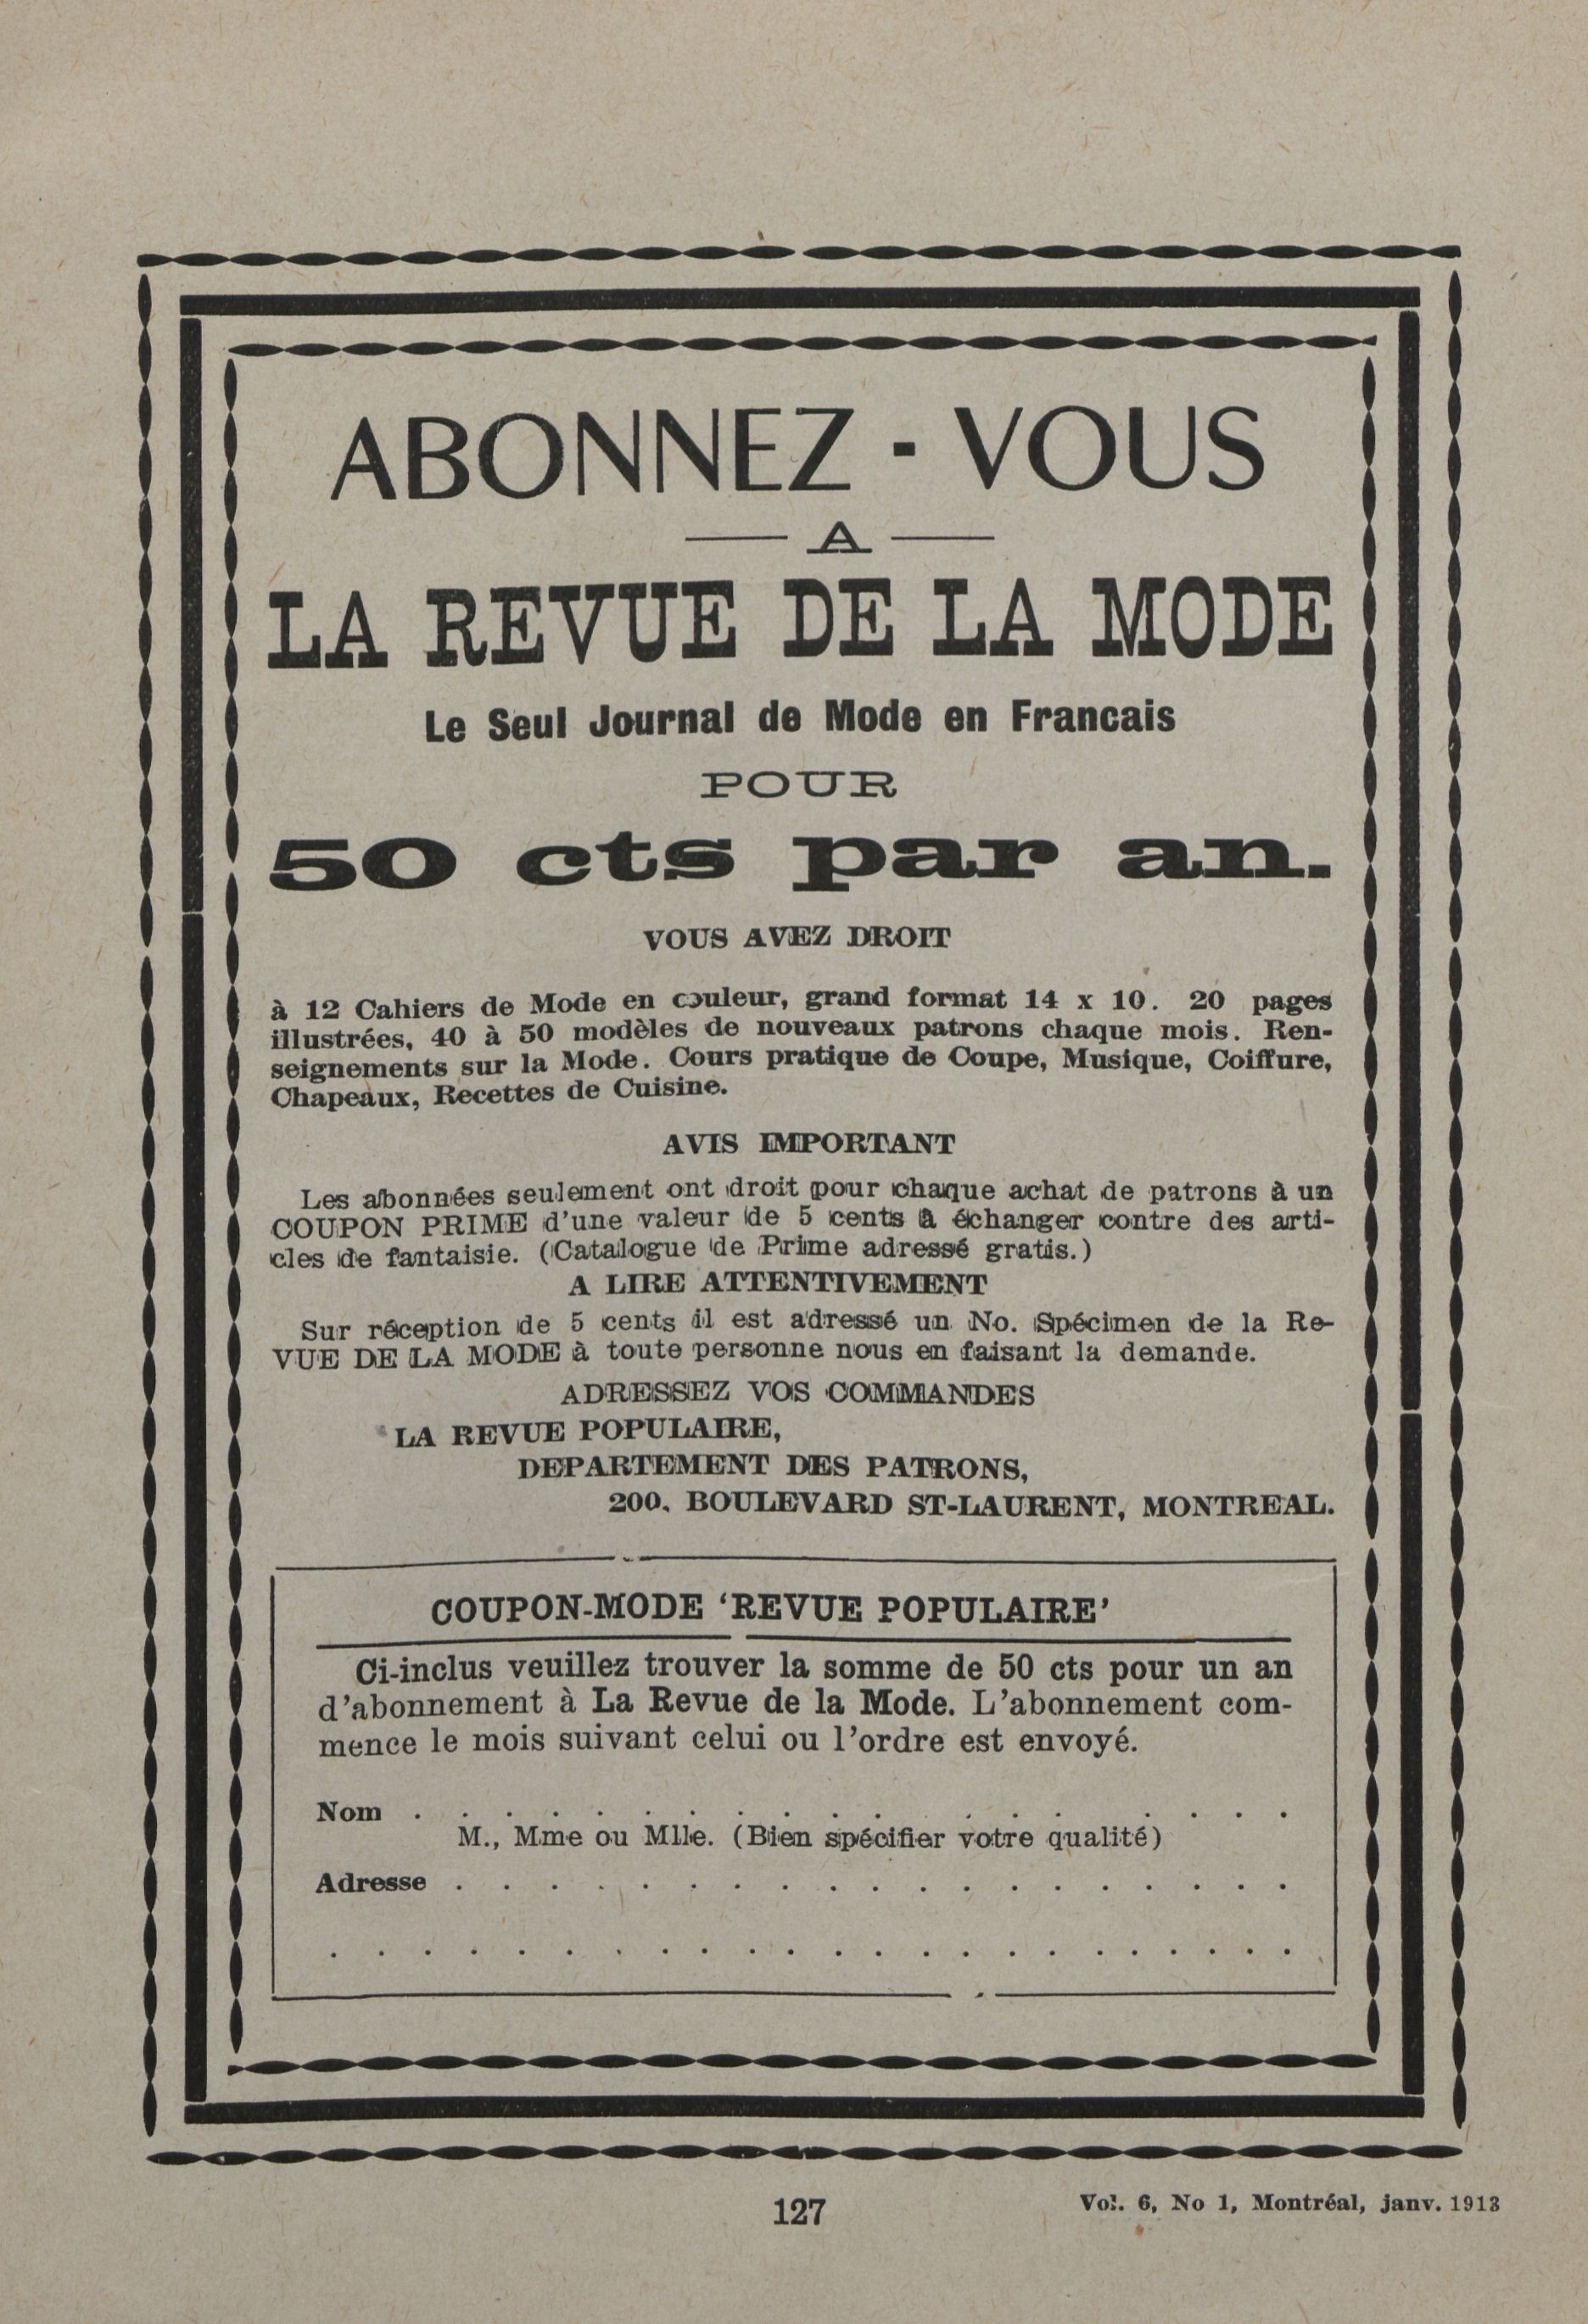 ABONNEZ - VOUS
A
LA REVUE DE LA MODE
Le Seul Journal de Mode en Francais
POUR
50 cts par an.
VOUS AVEZ DROIT
à 12 Cahiers de Mode en couleur, grand format 14 x 10. 20 pages
illustrées, 40 à 50 modèles de nouveaux patrons chaque mois. Ren-
seignements sur la Mode. Cours pratique de Coupe, Musique, Coiffure,
Chapeaux, Recettes de Cuisine.
AVIS IMPORTANT
Les abonnées seulement ont droit pour chaque achat de patrons à un
COUPON PRIME d'une valeur de 5 cents à échanger contre des arti-
cles de fantaisie. (Catalogue de Prime adressé gratis.)
A LIRE ATTENTIVEMENT
Sur réception de 5 cents il est adressé un No. Spécimen de la Re-
VUE DE LA MODE à toute personne nous en faisant la demande.
ADRESSEZ VOS COMMANDES
LA REVUE POPULAIRE,
DEPARTEMENT DES PATRONS,
200, BOULEVARD ST-LAURENT, MONTREAL.
COUPON-MODE 'REVUE POPULAIRE'
Ci-inclus veuillez trouver la somme de 50 cts pour un an
d'abonnement à La Revue de la Mode. L'abonnement com-
mence le mois suivant celui ou l'ordre est envoyé.
Nom . . . . . . . . . . . . . . . . . . .
M., Mme ou Mlle. (Bien spécifier votre qualité)
Adresse . . . . . . . . . . . . . . . . . . .
. . . . . . . . . . . . . . . . . . . . . .
127
Vol. 6, No 1, Montréal, janv. 1913